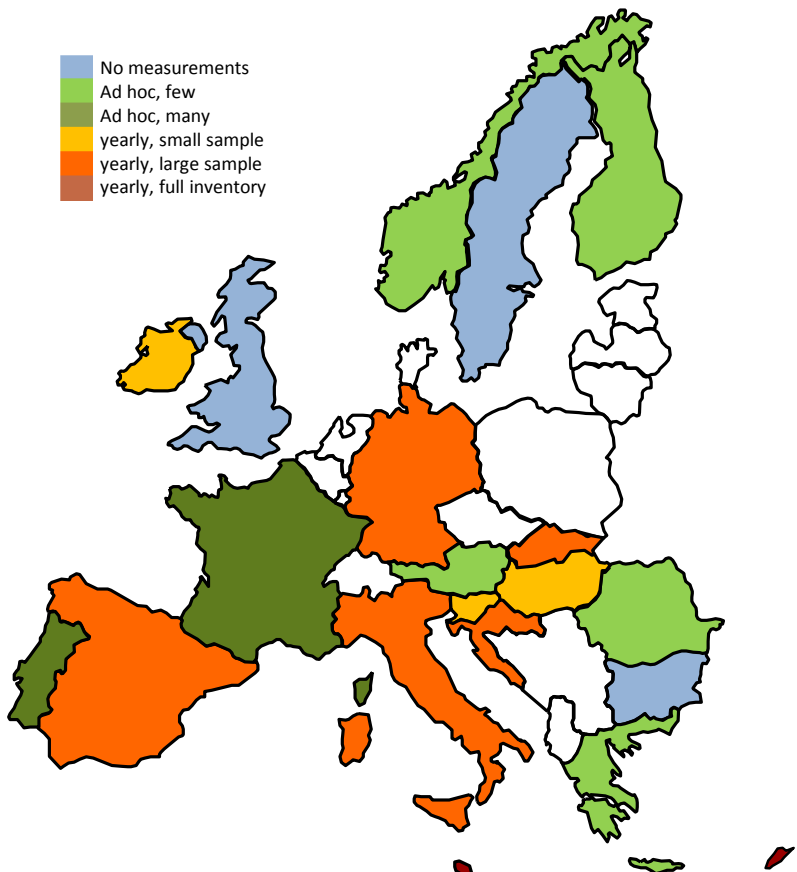 No measurements
Ad hoc, few
Ad hoc, many
yearly, small sample
yearly, large sample
yearly, full inventory